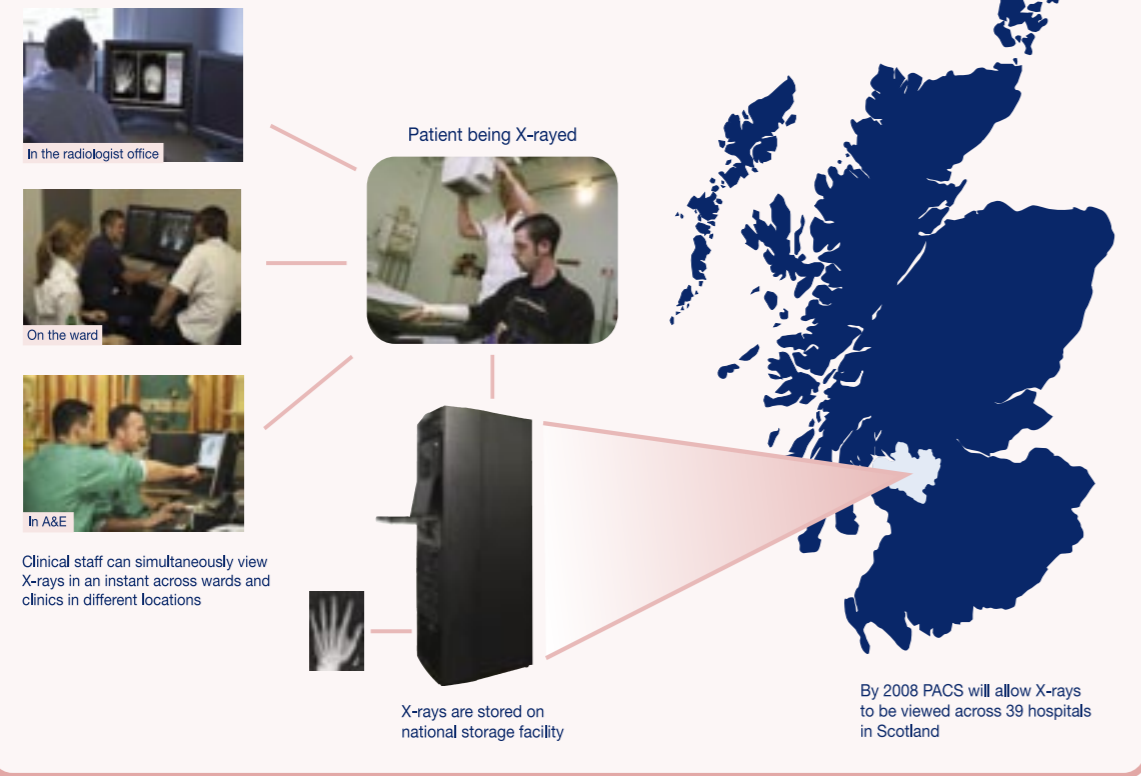 In the radiologist office
Patient being X-rayed
On the ward
In A&E
Clinical staff can simultaneously view
X-rays in an instant across wards and
clinics in different locations
X-rays are stored on
national storage facility
By 2008 PACS will allow X-rays
to be viewed across 39 hospitals
in Scotland